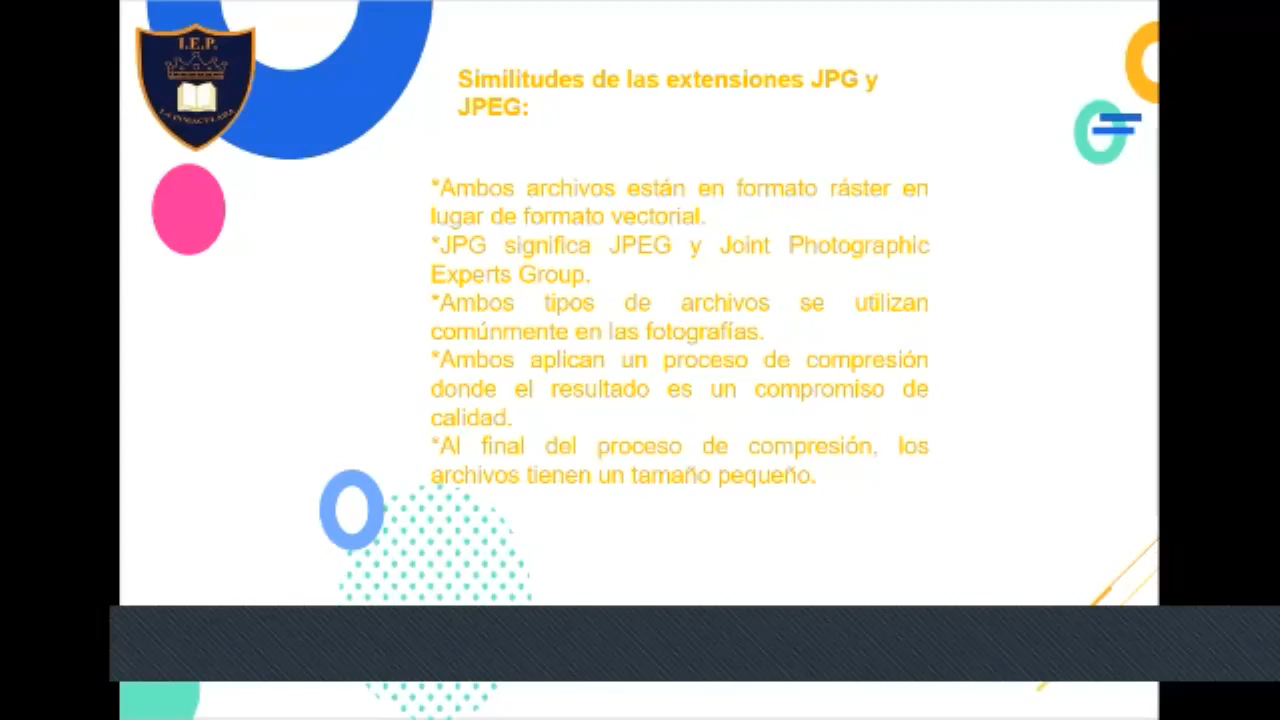 I.E.P.
LA INMACULADA
Similitudes de las extensiones JPG y
JPEG:
*Ambos archivos están en formato ráster en
lugar de formato vectorial.
*JPG significa JPEG y Joint Photographic
Experts Group.
*Ambos tipos de archivos se utilizan
comúnmente en las fotografías.
*Ambos aplican un proceso de compresión
donde el resultado es un compromiso de
calidad.
*Al final del proceso de compresión, los
archivos tienen un tamaño pequeño.